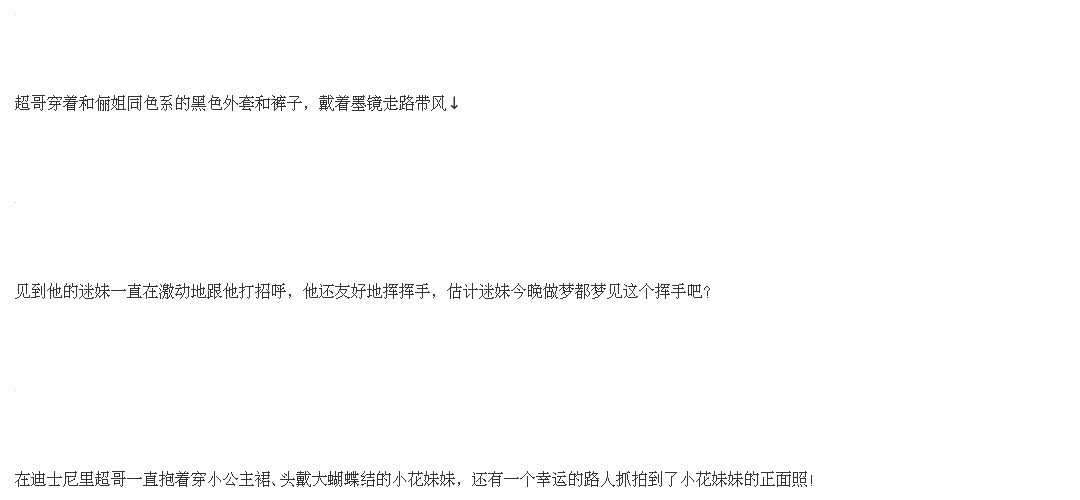 超哥穿着和俪姐同色系的黑色外套和裤子，戴着墨镜走路带风↓
见到他的迷妹一直在激动地跟他打招呼，他还友好地挥挥手，估计迷妹今晚做梦都梦见这个挥手吧？
在迪士尼里超哥一直抱着穿小公主裙、头戴大蝴蝶结的小花妹妹，还有一个幸运的路人抓拍到了小花妹妹的正面照！